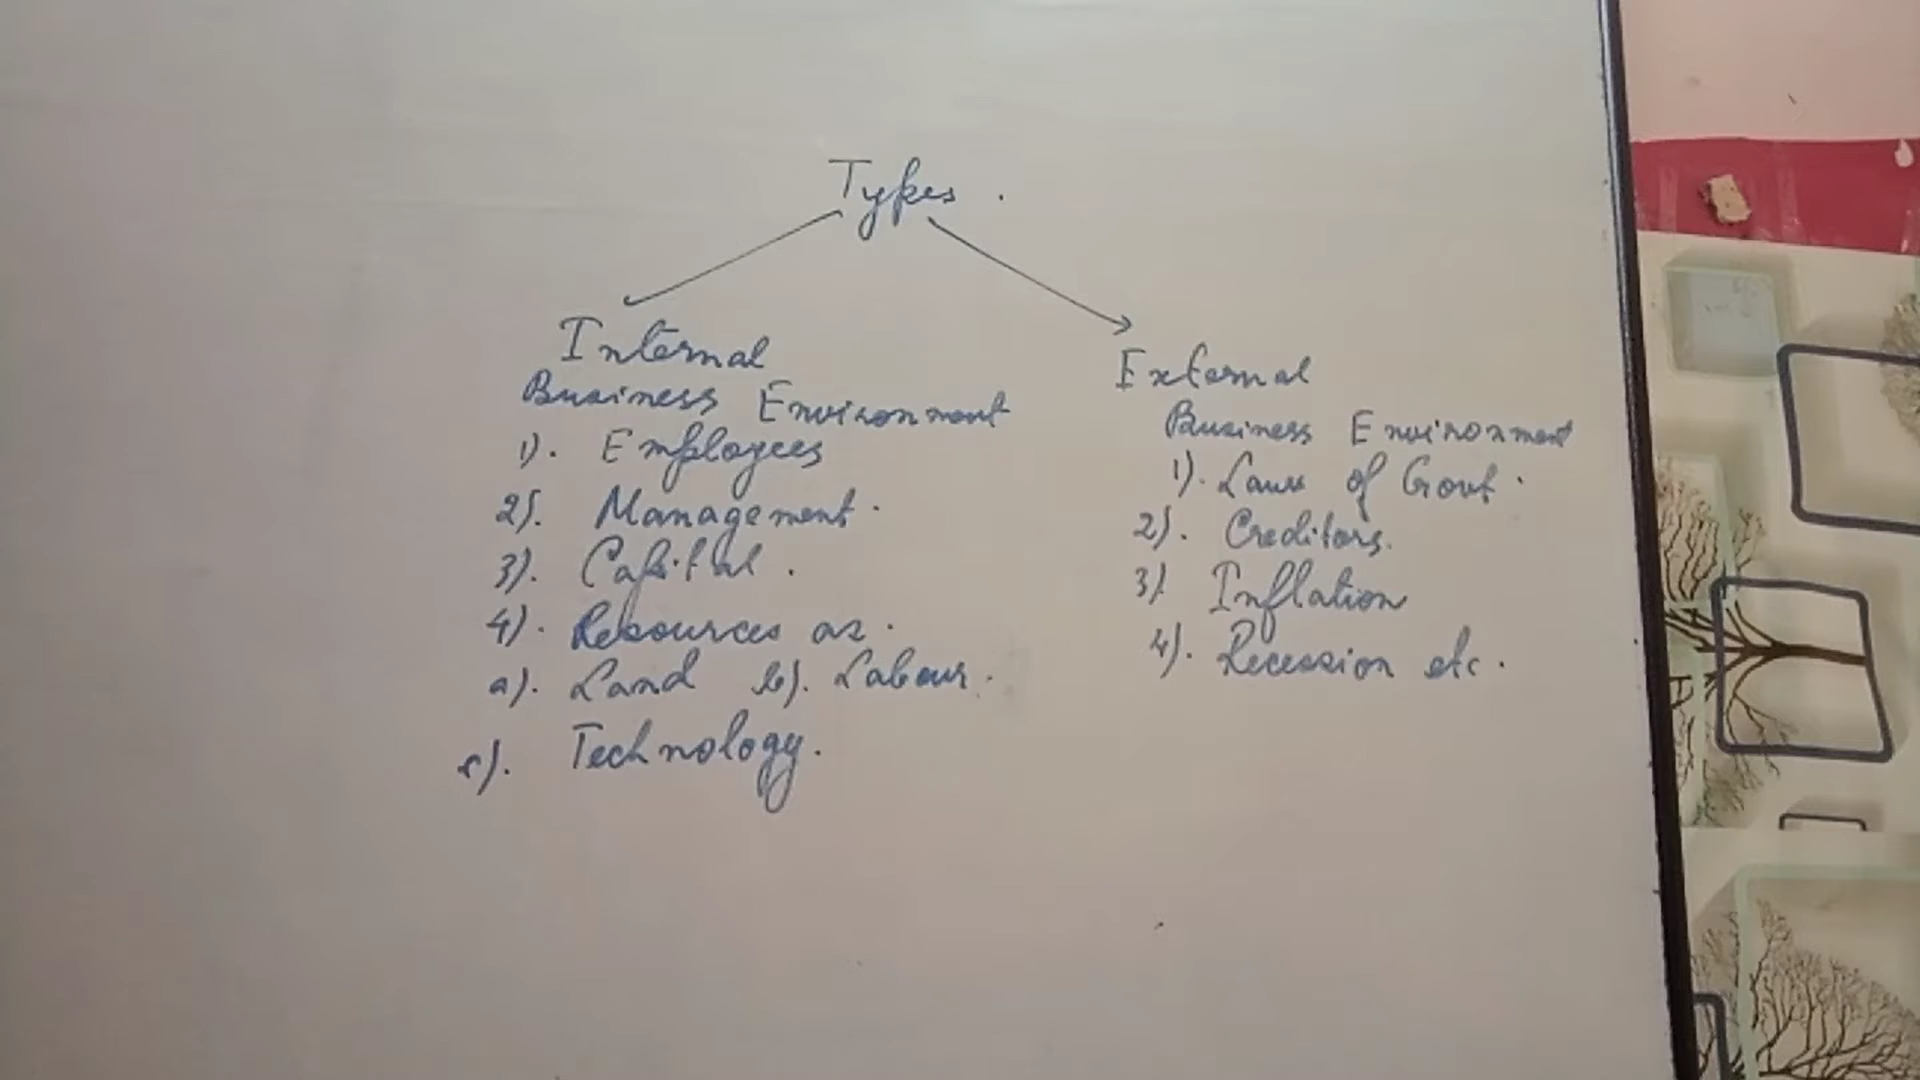 Types.
Internal
Business Environment
1). Employees
2). Management.
3). Capital.
4). Resources as.
a). Land b). Labour.
c). Technology.
External
Business Environment
1). Laws of Govt.
2). Creditors.
3). Inflation
4). Recession etc.